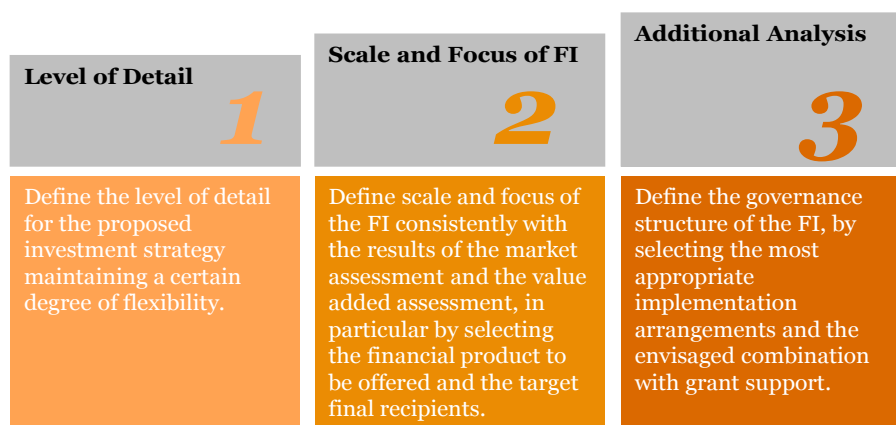 Level of Detail
1
Define the level of detail
for the proposed
investment strategy
maintaining a certain
degree of flexibility.
Scale and Focus of FI
2
Define scale and focus of
the FI consistently with
the results of the market
assessment and the value
added assessment, in
particular by selecting
the financial product to
be offered and the target
final recipients.
Additional Analysis
3
Define the governance
structure of the FI, by
selecting the most
appropriate
implementation
arrangements and the
envisaged combination
with grant support.